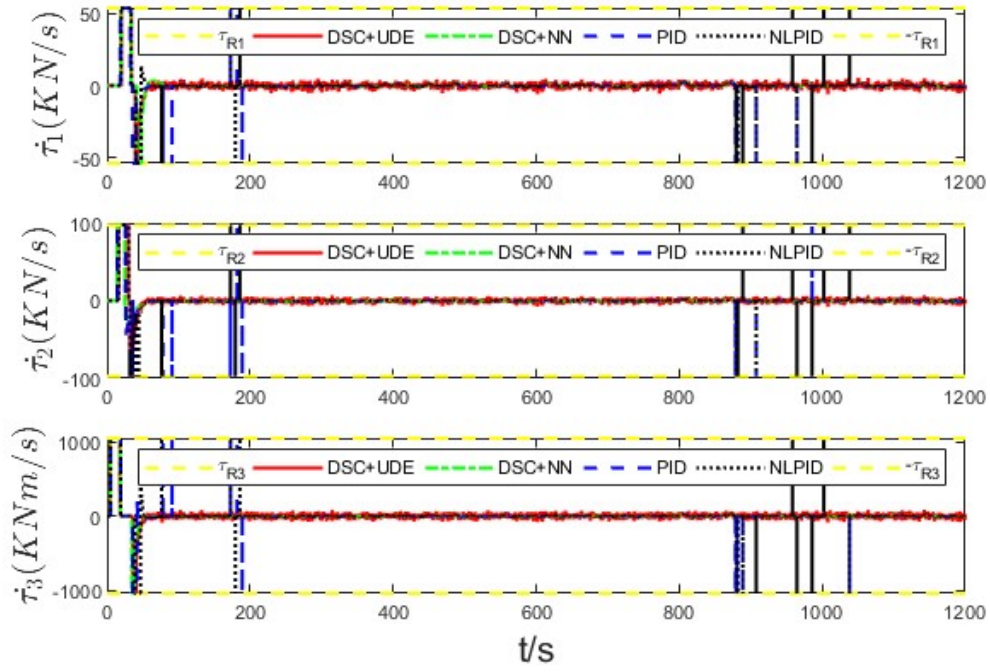 50
0
-50
τ̇₁(KN/s)
τ_R1 DSC+UDE DSC+NN PID NLPID -τ_R1
0 200 400 600 800 1000 1200
100
0
-100
τ̇₂(KN/s)
τ_R2 DSC+UDE DSC+NN PID NLPID -τ_R2
0 200 400 600 800 1000 1200
1000
0
-1000
τ̇₃(KNm/s)
τ_R3 DSC+UDE DSC+NN PID NLPID -τ_R3
0 200 400 600 800 1000 1200
t/s